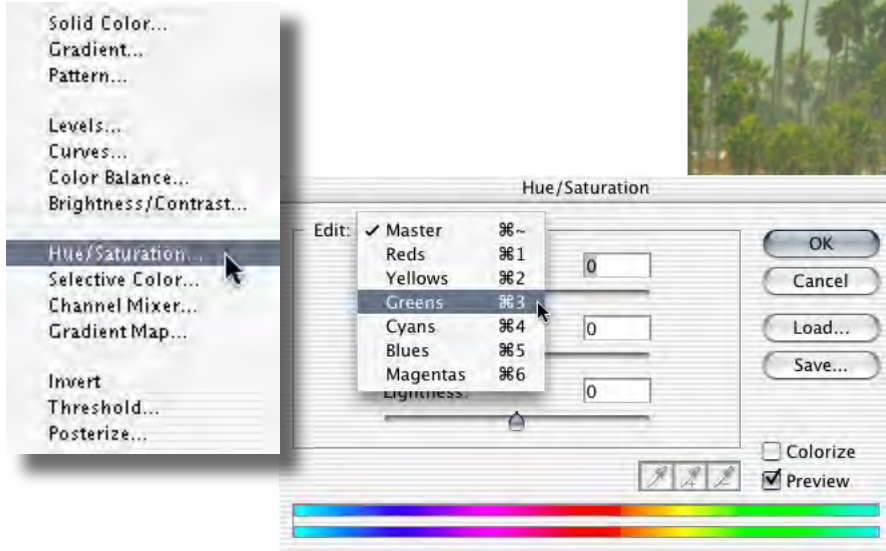 Solid Color...
Gradient...
Pattern...
Levels...
Curves...
Color Balance...
Brightness/Contrast...
Hue/Saturation...
Selective Color...
Channel Mixer...
Gradient Map...
Invert
Threshold...
Posterize...
Hue/Saturation
Edit: ✓ Master ⌘~
Reds ⌘1
Yellows ⌘2
Greens ⌘3
Cyans ⌘4
Blues ⌘5
Magentas ⌘6
0
0
Lightness: 0
OK
Cancel
Load...
Save...
Colorize
Preview